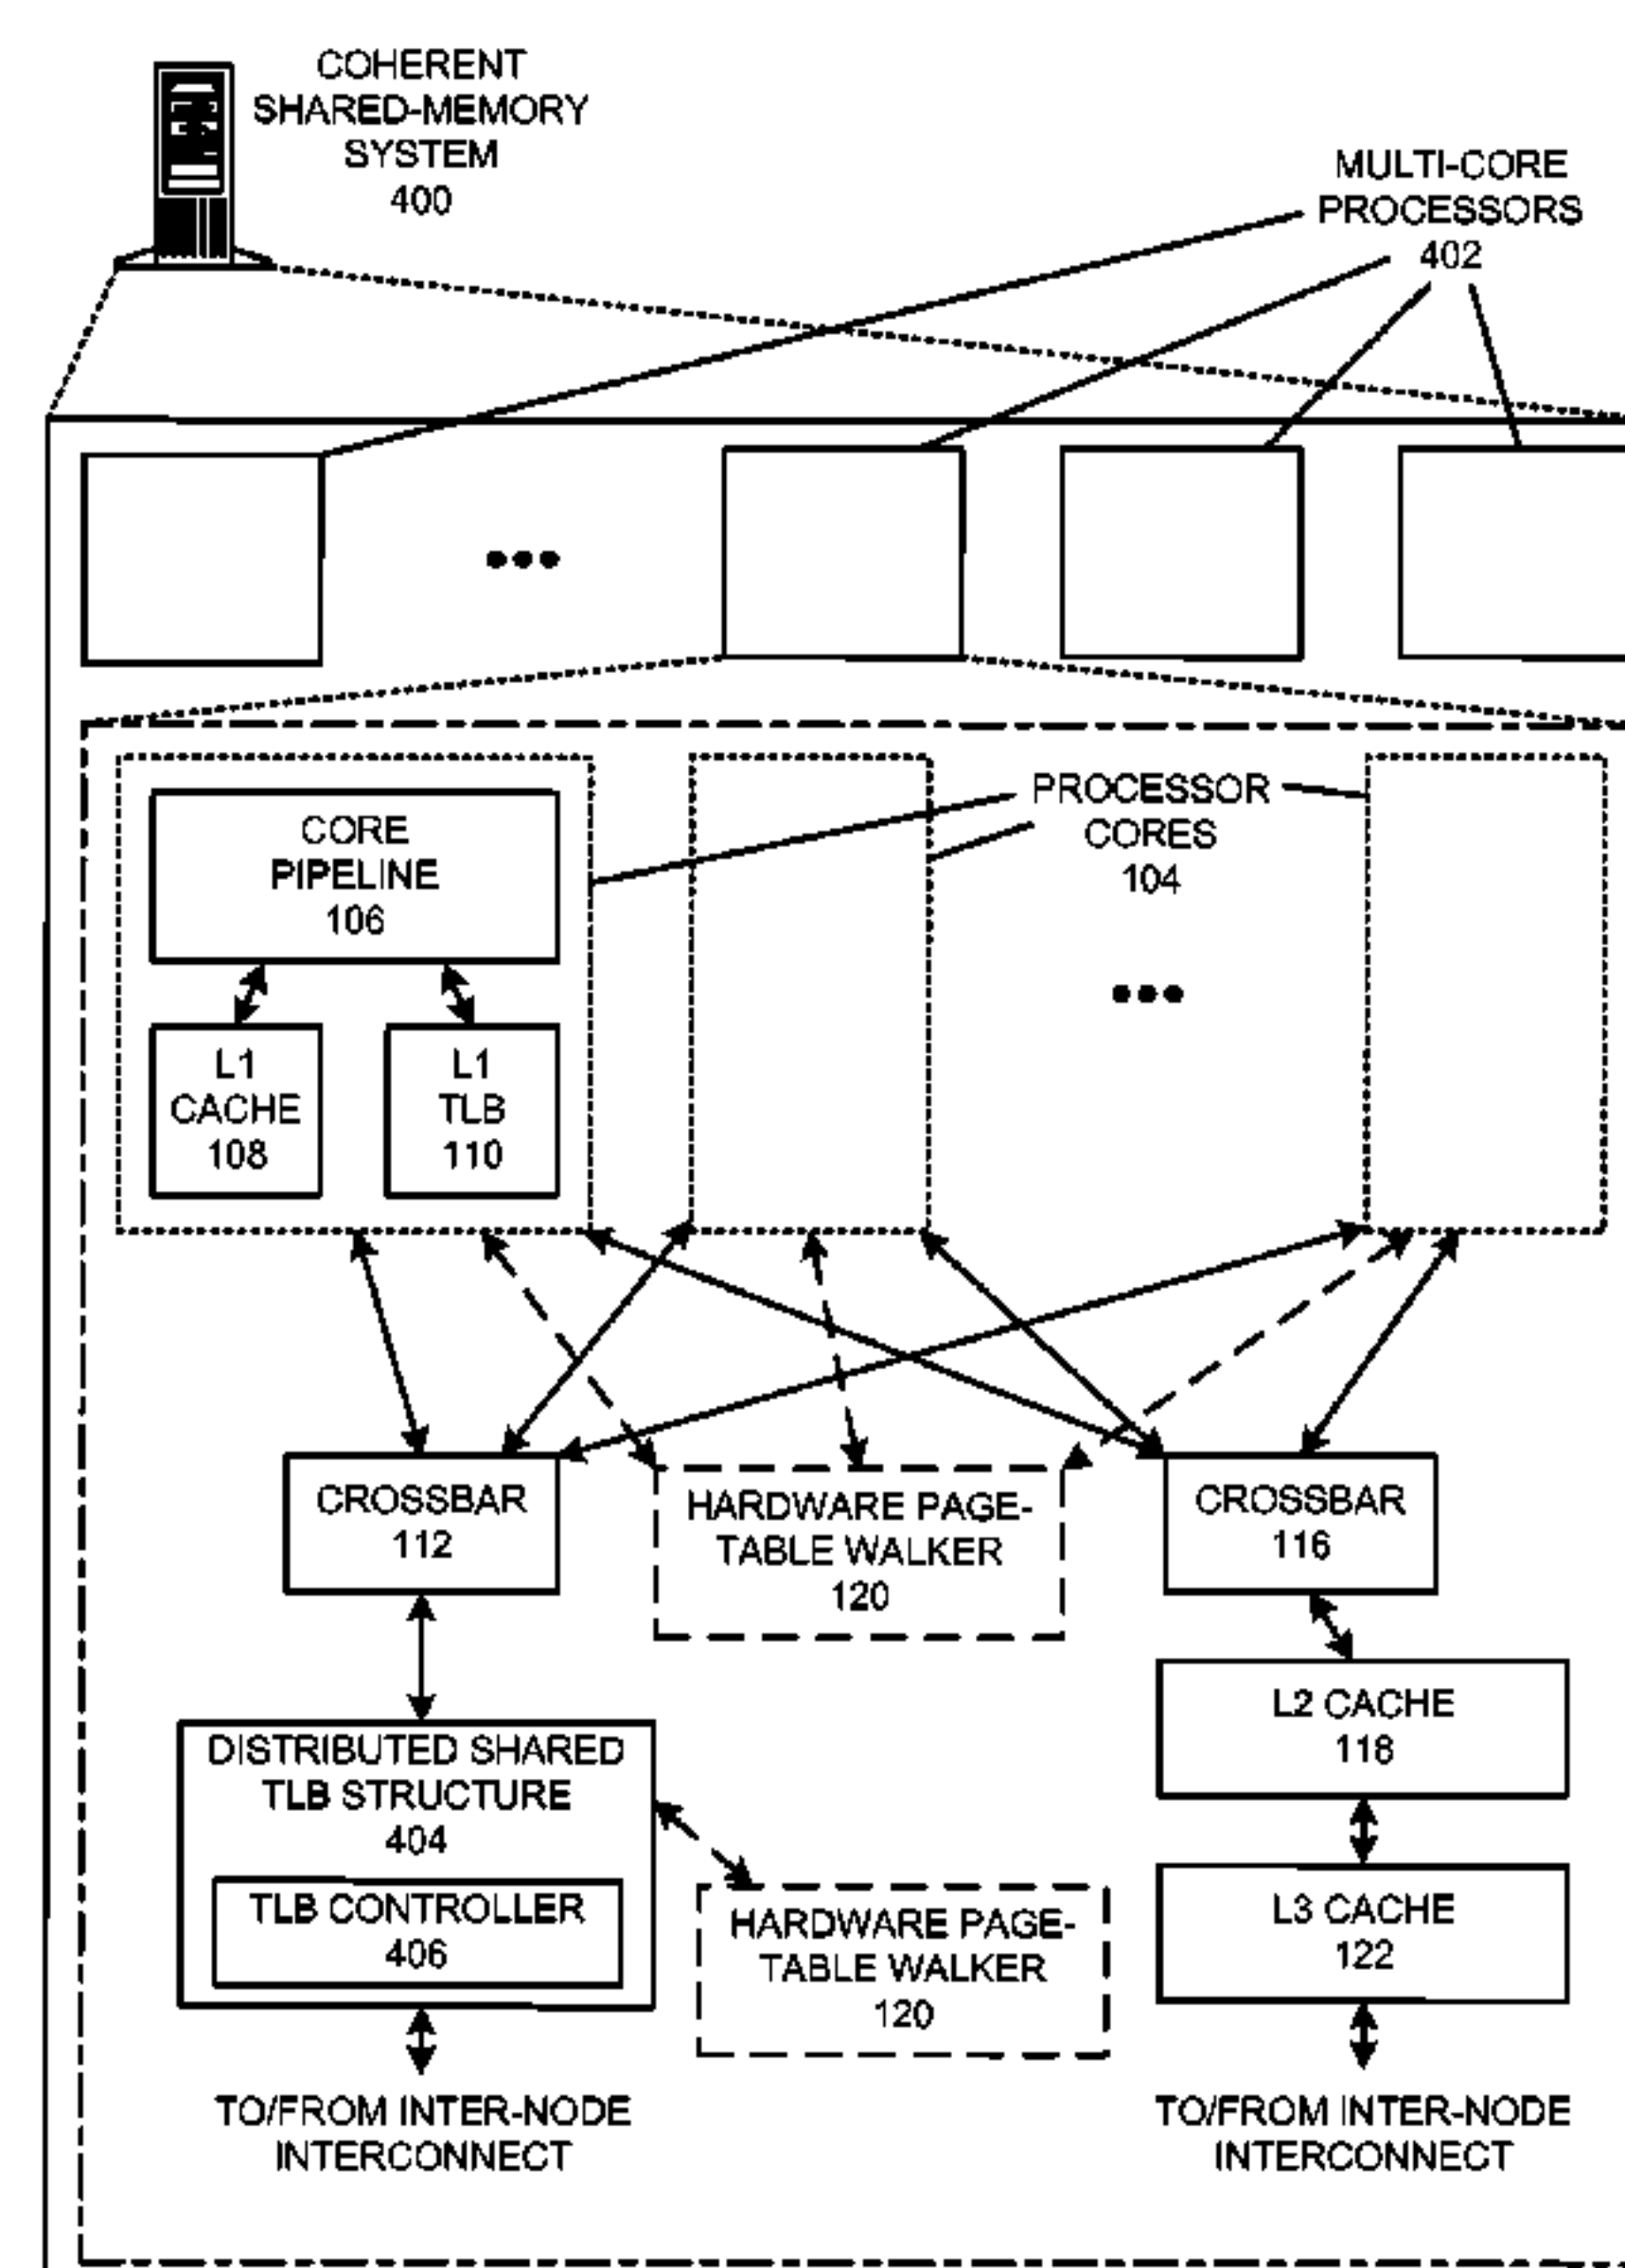 COHERENT
SHARED-MEMORY
SYSTEM
400
MULTI-CORE
PROCESSORS
402
•••
PROCESSOR
CORES
104
CORE
PIPELINE
106
•••
L1
CACHE
108
L1
TLB
110
CROSSBAR
112
HARDWARE PAGE-
TABLE WALKER
120
CROSSBAR
116
L2 CACHE
118
DISTRIBUTED SHARED
TLB STRUCTURE
404
TLB CONTROLLER
406
HARDWARE PAGE-
TABLE WALKER
120
L3 CACHE
122
TO/FROM INTER-NODE
INTERCONNECT
TO/FROM INTER-NODE
INTERCONNECT